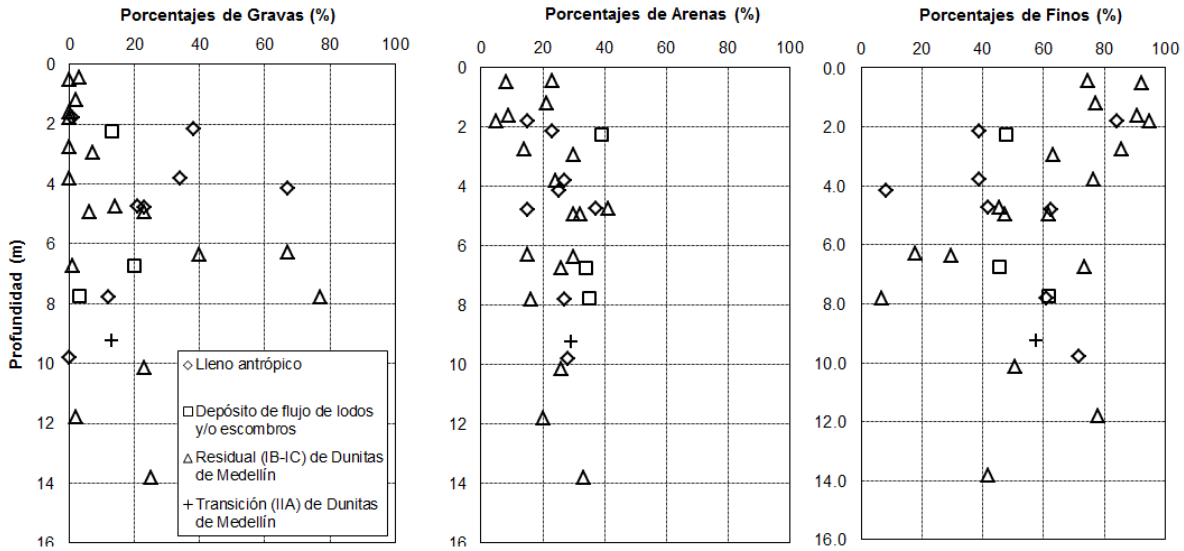 Porcentajes de Gravas (%)
0 20 40 60 80 100
Profundidad (m)
0
2
4
6
8
10
12
14
16
◇ Lleno antrópico
□ Depósito de flujo de lodos
y/o escombros
△ Residual (IB-IC) de Dunitas
de Medellín
+ Transición (IIA) de Dunitas
de Medellín
Porcentajes de Arenas (%)
0 20 40 60 80 100
0
2
4
6
8
10
12
14
16
Porcentajes de Finos (%)
0 20 40 60 80 100
0.0
2.0
4.0
6.0
8.0
10.0
12.0
14.0
16.0